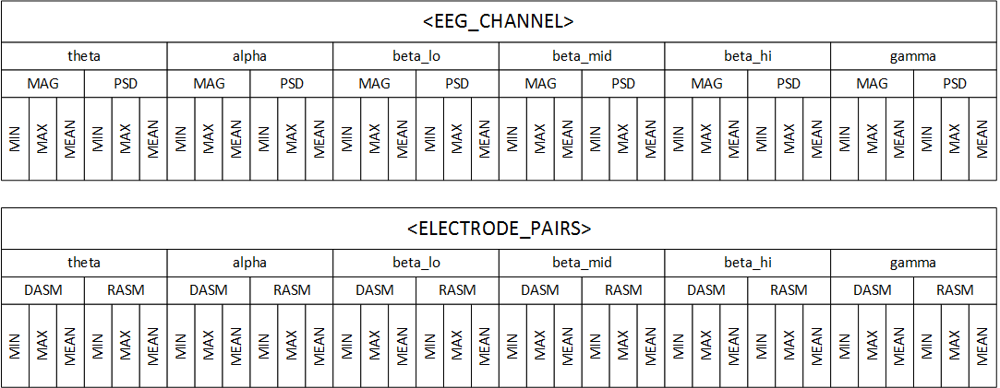 <EEG_CHANNEL>
theta alpha beta_lo beta_mid beta_hi gamma
MAG PSD MAG PSD MAG PSD MAG PSD MAG PSD MAG PSD
MIN MAX MEAN MIN MAX MEAN MIN MAX MEAN MIN MAX MEAN MIN MAX MEAN MIN MAX MEAN MIN MAX MEAN MIN MAX MEAN MIN MAX MEAN MIN MAX MEAN MIN MAX MEAN MIN MAX MEAN
<ELECTRODE_PAIRS>
theta alpha beta_lo beta_mid beta_hi gamma
DASM RASM DASM RASM DASM RASM DASM RASM DASM RASM DASM RASM
MIN MAX MEAN MIN MAX MEAN MIN MAX MEAN MIN MAX MEAN MIN MAX MEAN MIN MAX MEAN MIN MAX MEAN MIN MAX MEAN MIN MAX MEAN MIN MAX MEAN MIN MAX MEAN MIN MAX MEAN